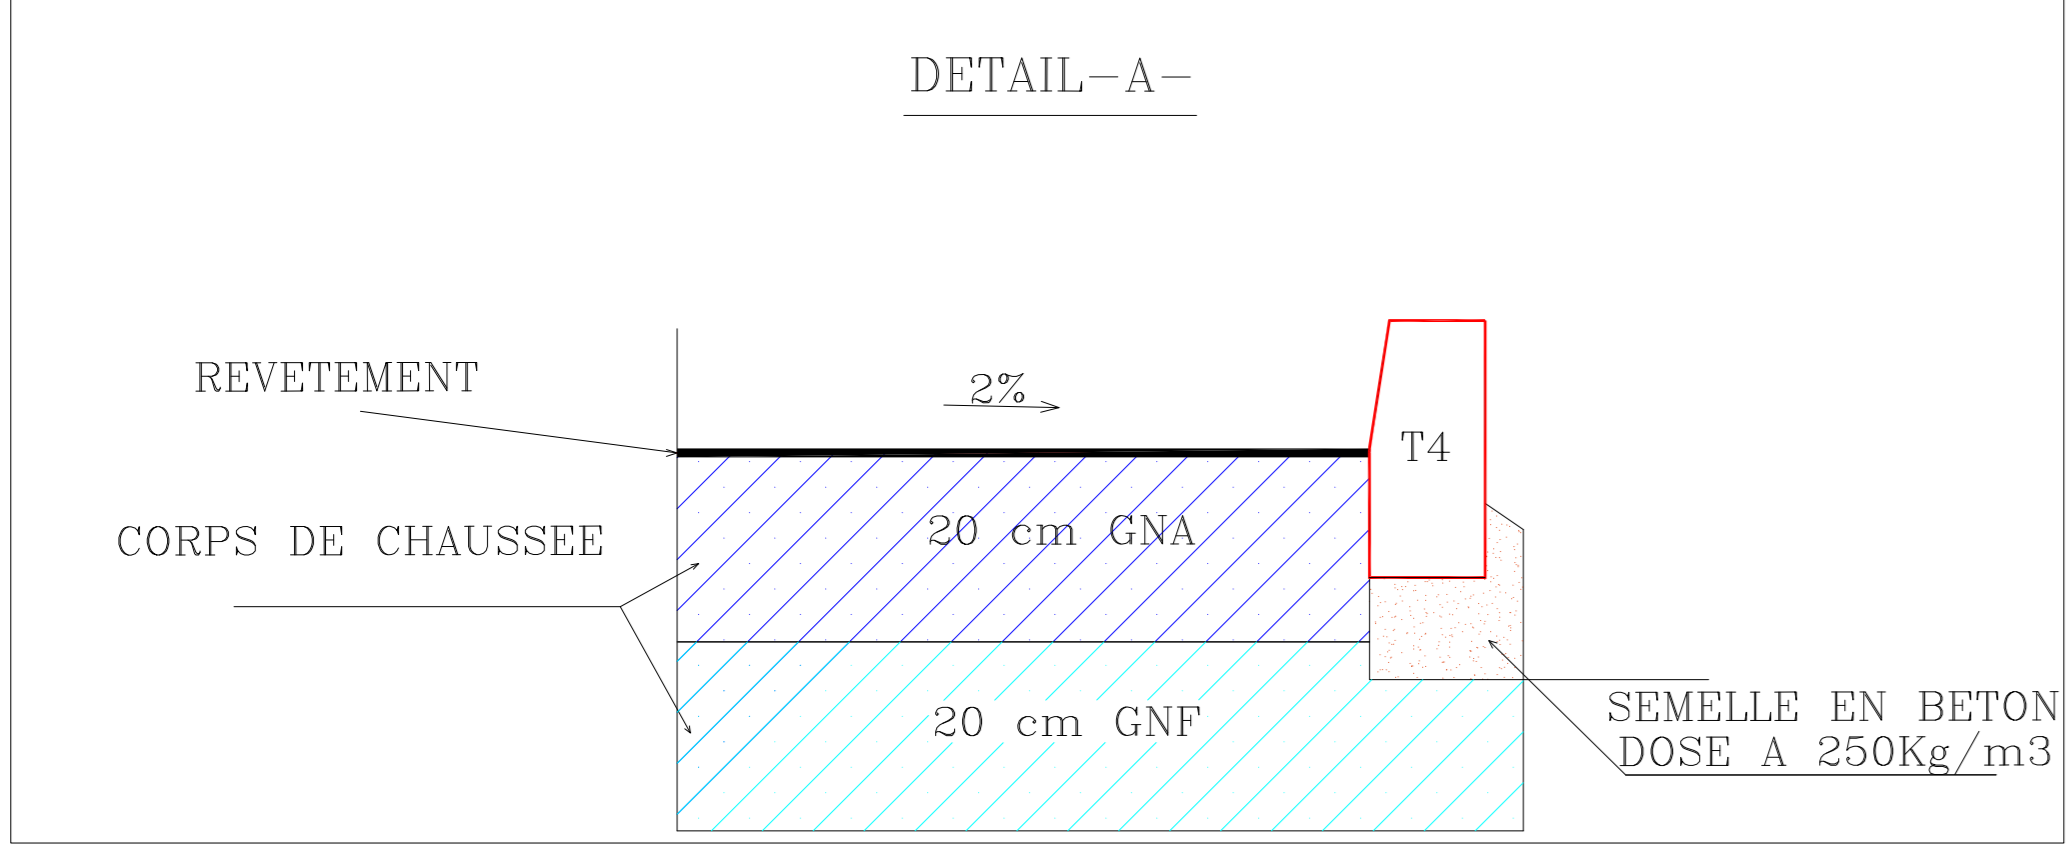 DETAIL-A-
REVETEMENT
2%
T4
CORPS DE CHAUSSEE
20 cm GNA
20 cm GNF
SEMELLE EN BETON
DOSE A 250Kg/m3